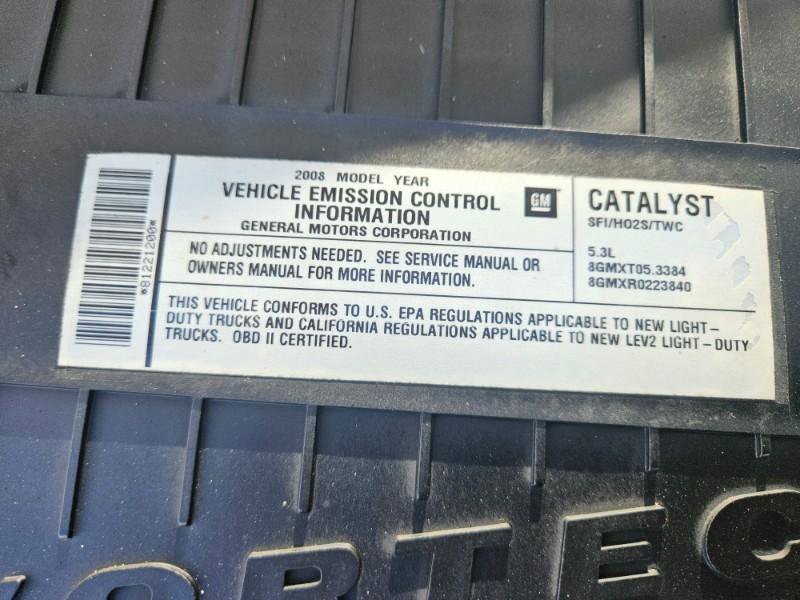 *81221200*
2008 MODEL YEAR
VEHICLE EMISSION CONTROL
INFORMATION
GENERAL MOTORS CORPORATION
GM
NO ADJUSTMENTS NEEDED. SEE SERVICE MANUAL OR
OWNERS MANUAL FOR MORE INFORMATION.
CATALYST
SFI/HO2S/TWC
5.3L
8GMXT05.3384
8GMXR0223840
THIS VEHICLE CONFORMS TO U.S. EPA REGULATIONS APPLICABLE TO NEW LIGHT-
DUTY TRUCKS AND CALIFORNIA REGULATIONS APPLICABLE TO NEW LEV2 LIGHT-DUTY
TRUCKS. OBD II CERTIFIED.
VORTEC